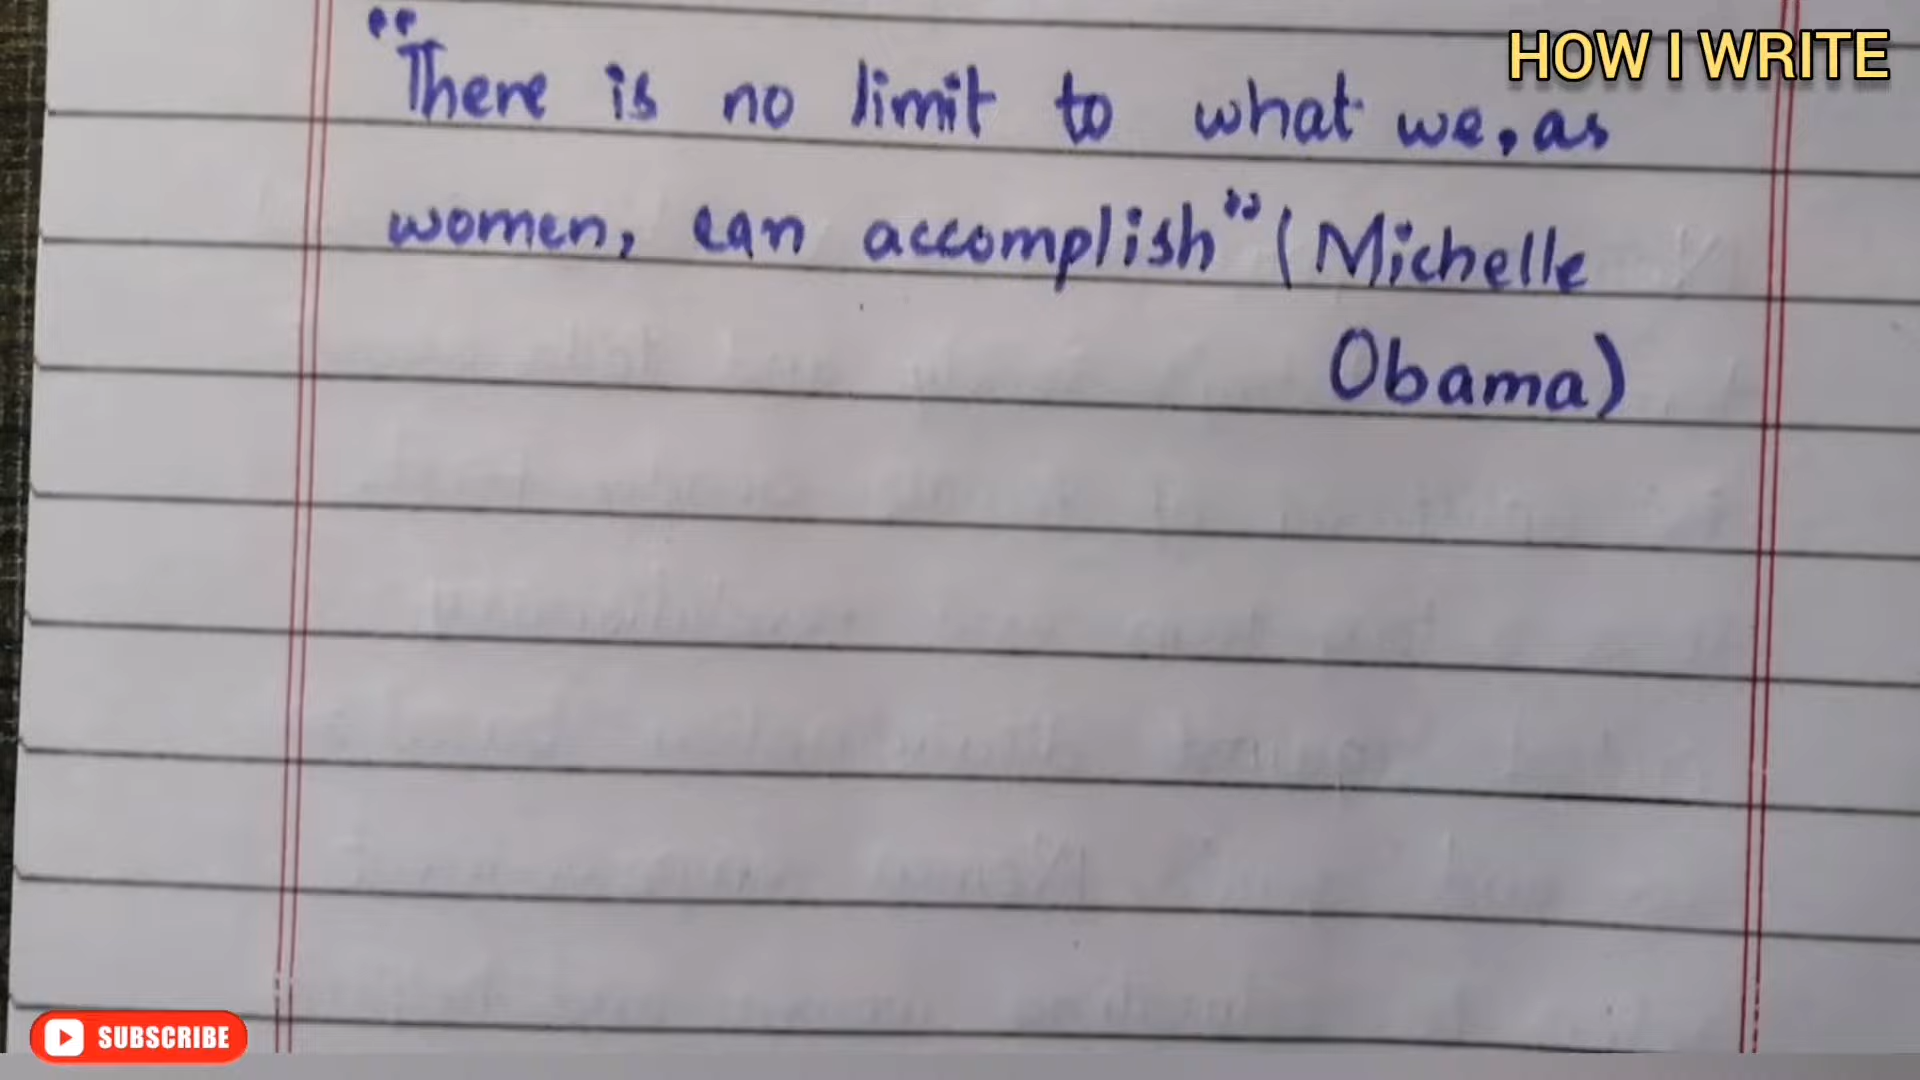 HOW I WRITE
"There is no limit to what we, as
women, can accomplish" (Michelle
Obama)
SUBSCRIBE